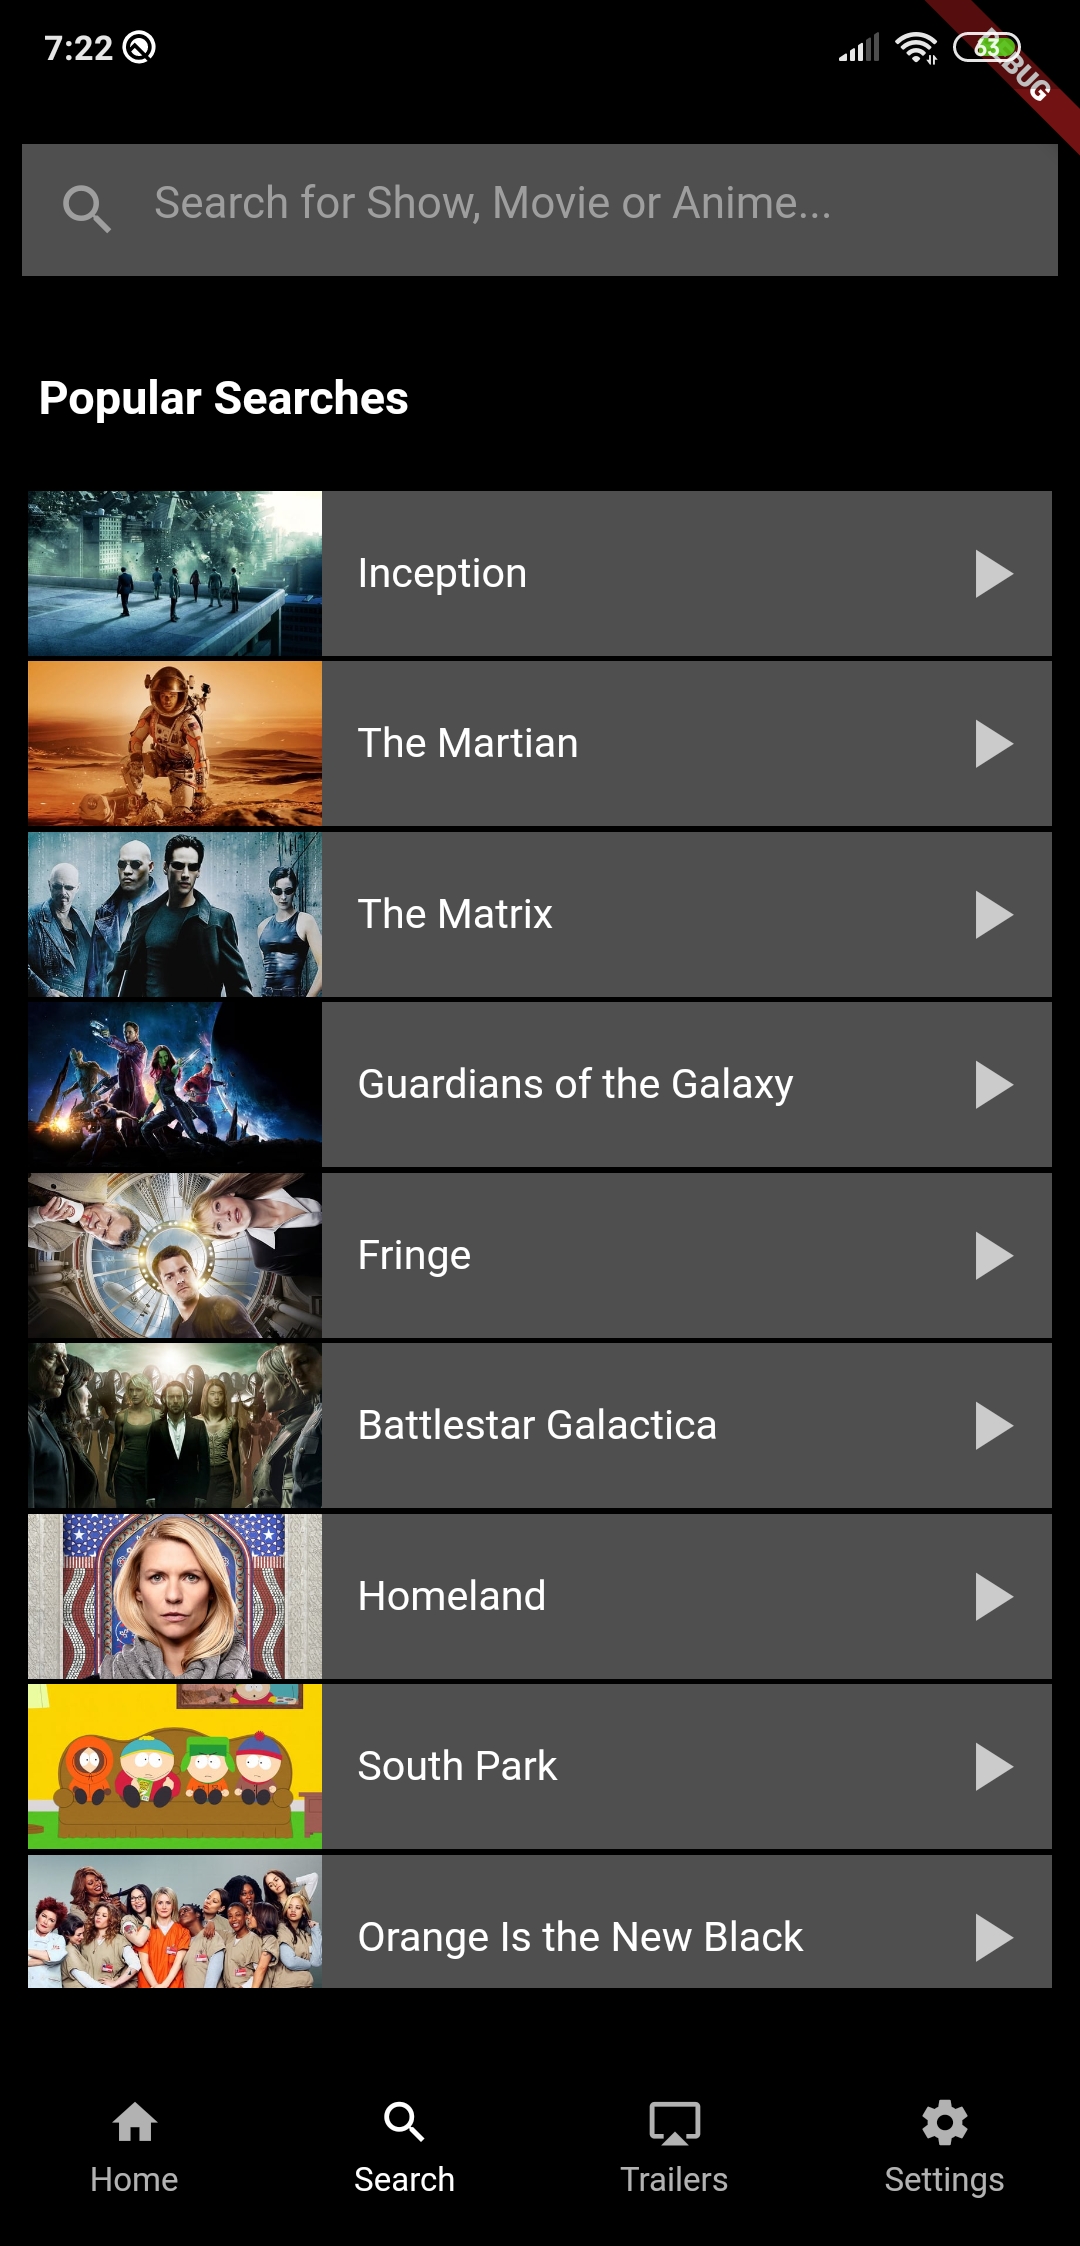 7:22
63
DEBUG
Search for Show, Movie or Anime...
Popular Searches
Inception
The Martian
The Matrix
Guardians of the Galaxy
Fringe
Battlestar Galactica
Homeland
South Park
Orange Is the New Black
Home Search Trailers Settings